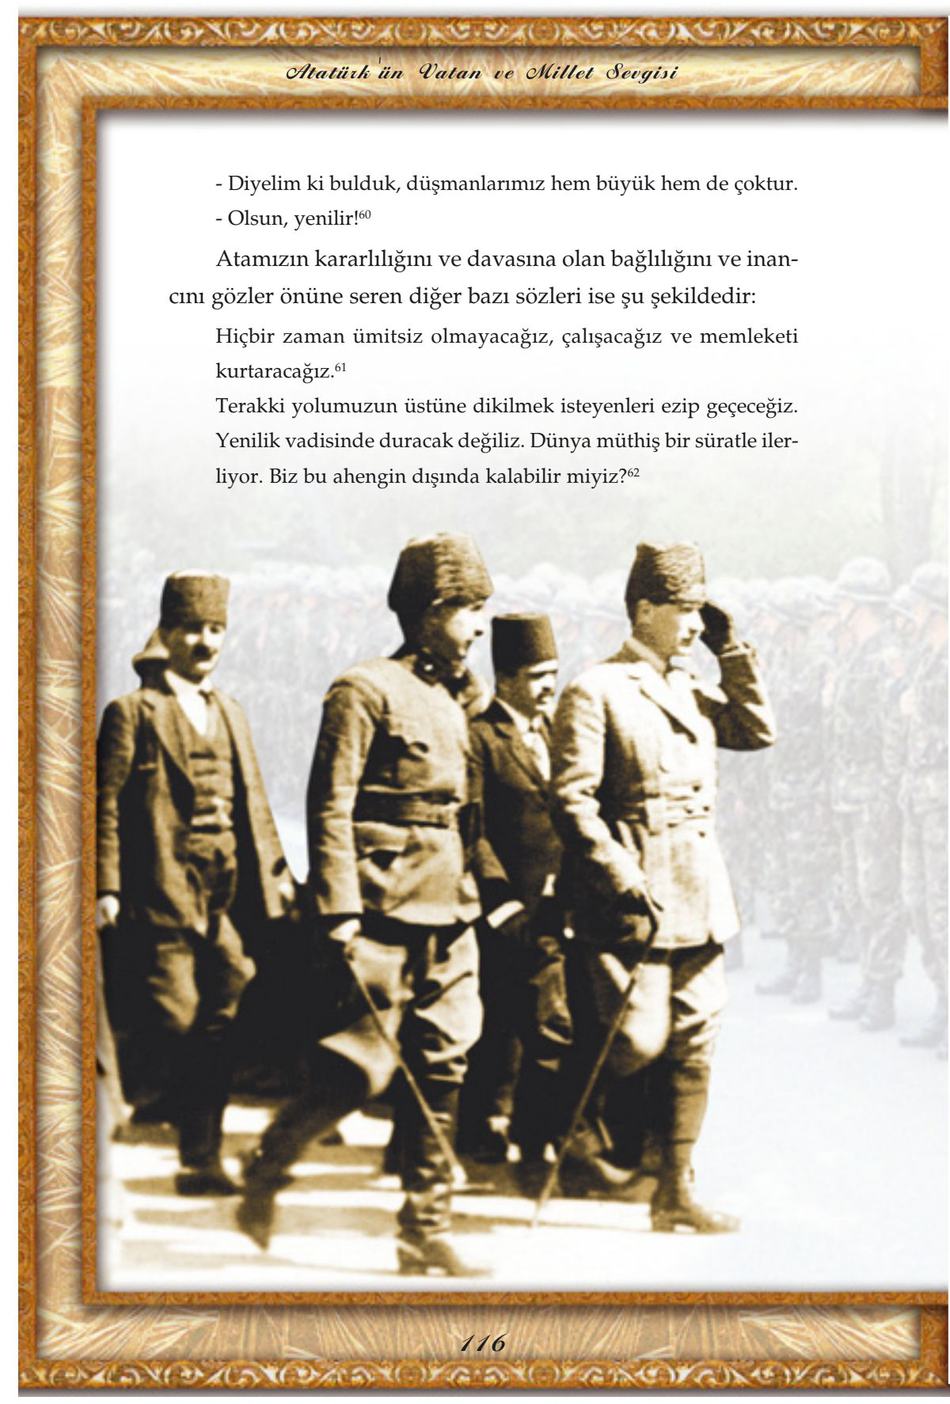 Atatürk'ün Vatan ve Millet Sevgisi
- Diyelim ki bulduk, düşmanlarımız hem büyük hem de çoktur.
- Olsun, yenilir!60
Atamızın kararlılığını ve davasına olan bağlılığını ve inan-
cını gözler önüne seren diğer bazı sözleri ise şu şekildedir:
Hiçbir zaman ümitsiz olmayacağız, çalışacağız ve memleketi
kurtaracağız.61
Terakki yolumuzun üstüne dikilmek isteyenleri ezip geçeceğiz.
Yenilik vadisinde duracak değiliz. Dünya müthiş bir süratle iler-
liyor. Biz bu ahengin dışında kalabilir miyiz?62
116